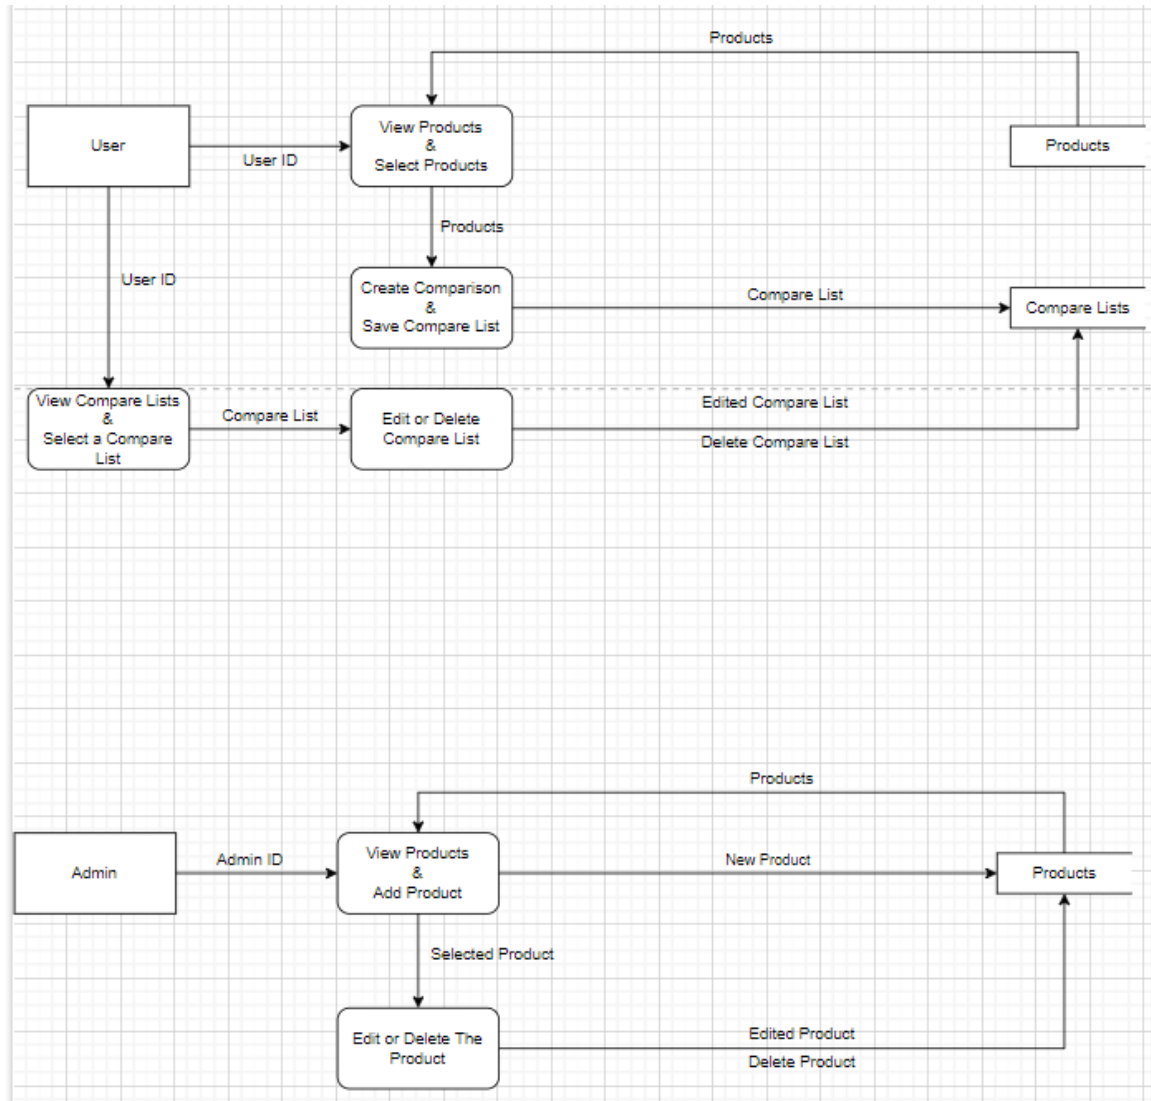 Products
User
User ID
View Products
&
Select Products
Products
Products
User ID
Create Comparison
&
Save Compare List
Compare List
Compare Lists
View Compare Lists
&
Select a Compare
List
Compare List
Edit or Delete
Compare List
Edited Compare List
Delete Compare List
Products
Admin
Admin ID
View Products
&
Add Product
New Product
Products
Selected Product
Edit or Delete The
Product
Edited Product
Delete Product